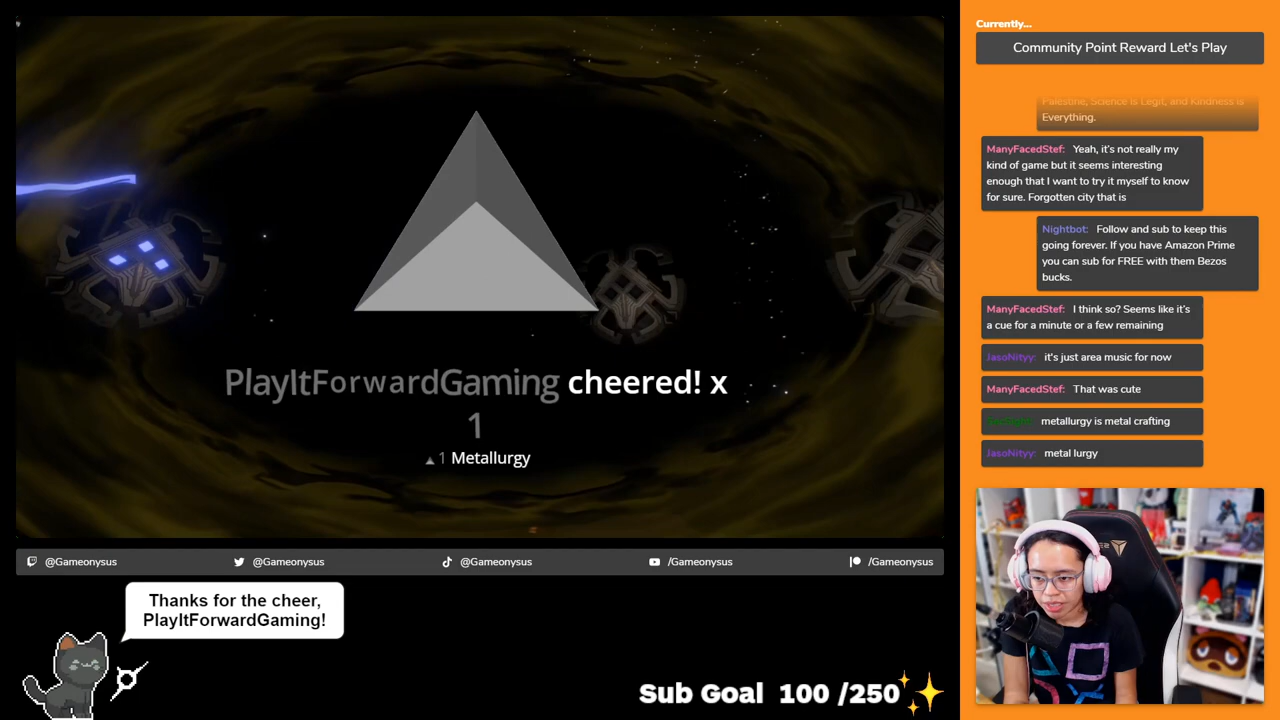 Currently...
Community Point Reward Let's Play
Palestine, Science is Legit, and Kindness is
Everything.
ManyFacedStef: Yeah, it's not really my
kind of game but it seems interesting
enough that I want to try it myself to know
for sure. Forgotten city that is
Nightbot: Follow and sub to keep this
going forever. If you have Amazon Prime
you can sub for FREE with them Bezos
bucks.
ManyFacedStef: I think so? Seems like it's
a cue for a minute or a few remaining
JasoNityy: it's just area music for now
ManyFacedStef: That was cute
metallurgy is metal crafting
JasoNityy: metal lurgy
PlayItForwardGaming cheered! x
1
1 Metallurgy
@Gameonysus
@Gameonysus
@Gameonysus
/Gameonysus
/Gameonysus
Thanks for the cheer,
PlayItForwardGaming!
Sub Goal 100 /250